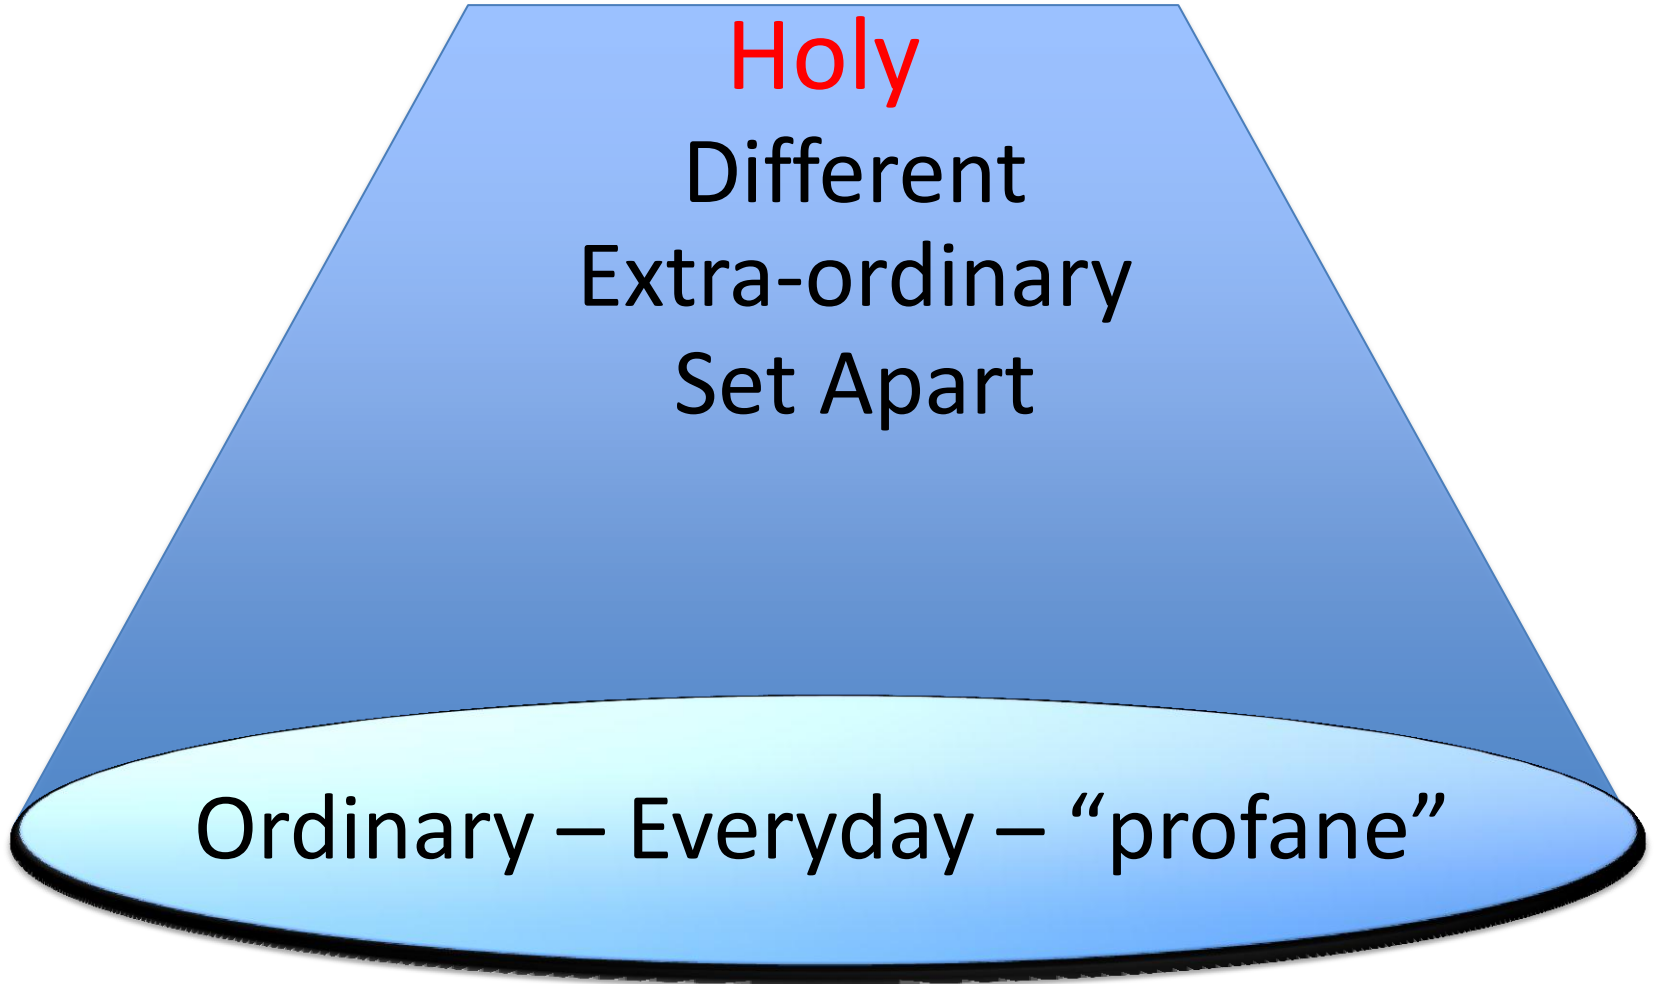 Holy
Different
Extra-ordinary
Set Apart
Ordinary – Everyday – “profane”